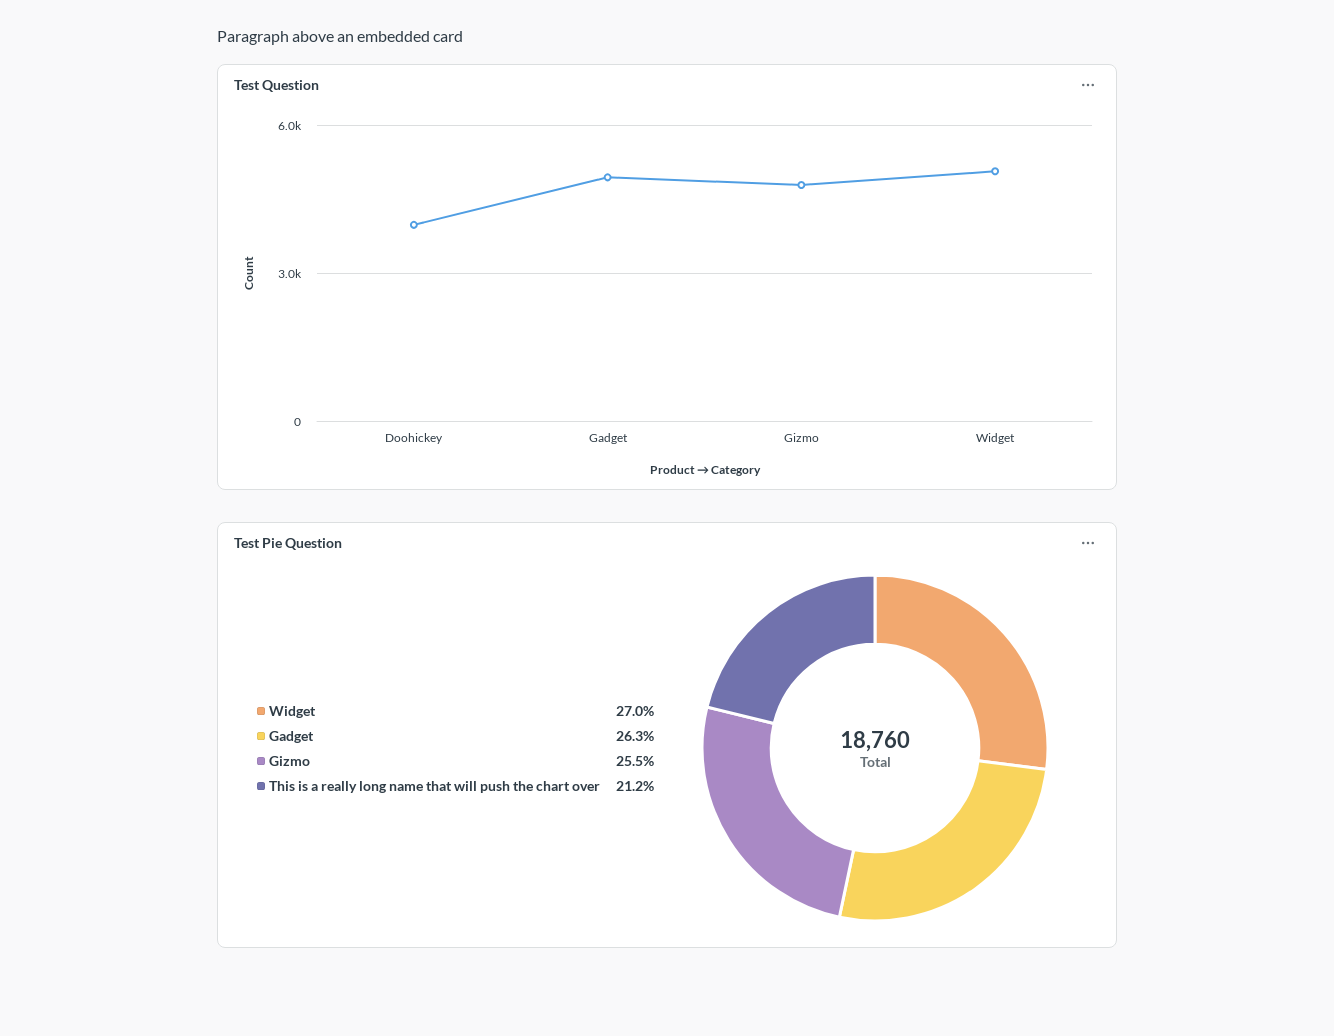 Paragraph above an embedded card
Test Question
6.0k
3.0k
0
Count
Doohickey Gadget Gizmo Widget
Product → Category
Test Pie Question
Widget 27.0%
Gadget 26.3%
Gizmo 25.5%
This is a really long name that will push the chart over 21.2%
18,760
Total